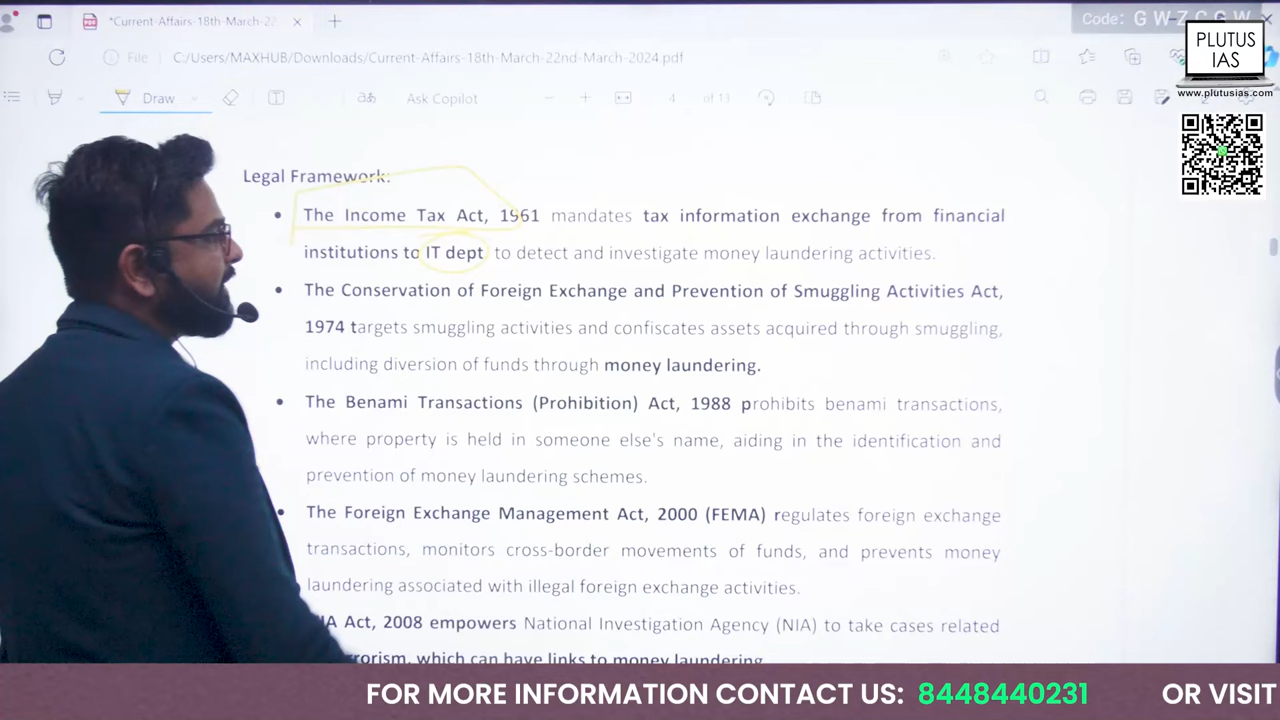 *Current-Affairs-18th-March-22
Code: G W Z C G W
File C:/Users/MAXHUB/Downloads/Current-Affairs-18th-March-22nd-March-2024.pdf
PLUTUS
IAS
www.plutusias.com
Draw
Ask Copilot
4 of 13
Legal Framework:
• The Income Tax Act, 1961 mandates tax information exchange from financial
institutions to IT dept to detect and investigate money laundering activities.
• The Conservation of Foreign Exchange and Prevention of Smuggling Activities Act,
1974 targets smuggling activities and confiscates assets acquired through smuggling,
including diversion of funds through money laundering.
• The Benami Transactions (Prohibition) Act, 1988 prohibits benami transactions,
where property is held in someone else's name, aiding in the identification and
prevention of money laundering schemes.
• The Foreign Exchange Management Act, 2000 (FEMA) regulates foreign exchange
transactions, monitors cross-border movements of funds, and prevents money
laundering associated with illegal foreign exchange activities.
Act, 2008 empowers National Investigation Agency (NIA) to take cases related
which can have links to money laundering.
FOR MORE INFORMATION CONTACT US: 8448440231 OR VISIT